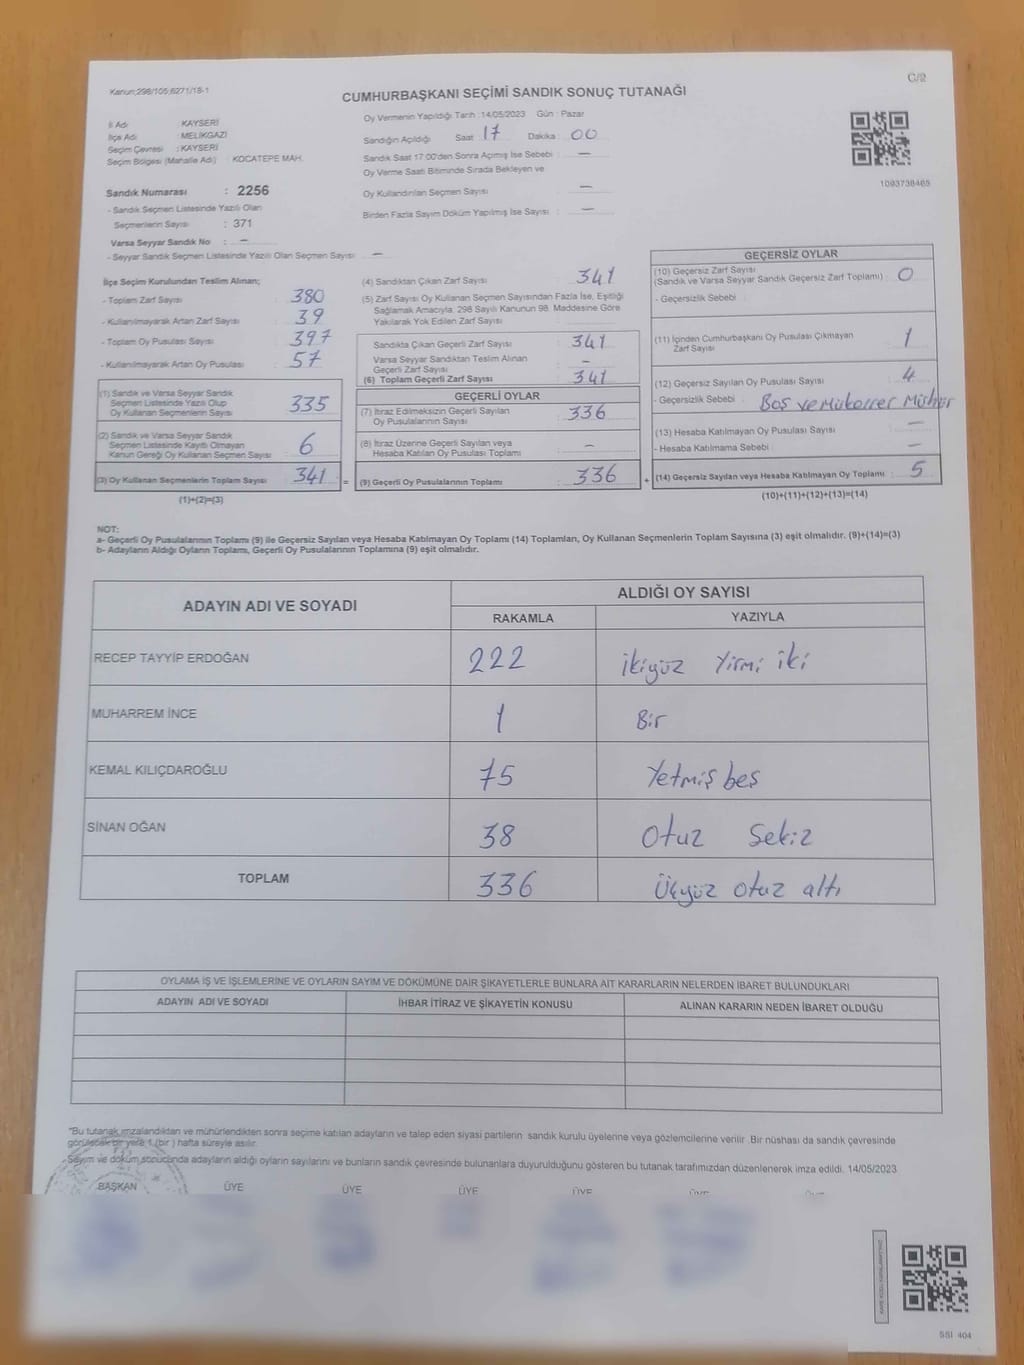 C/2
Kanun;298/105;6271/18-1
CUMHURBAŞKANI SEÇİMİ SANDIK SONUÇ TUTANAĞI
İl Adı : KAYSERİ
İlçe Adı : MELİKGAZİ
Seçim Çevresi : KAYSERİ
Seçim Bölgesi (Mahalle Adı) : KOCATEPE MAH.
Sandık Numarası : 2256
- Sandık Seçmen Listesinde Yazılı Olan
Seçmenlerin Sayısı : 371
Varsa Seyyar Sandık No : –
- Seyyar Sandık Seçmen Listesinde Yazılı Olan Seçmen Sayısı : –
Oy Vermenin Yapıldığı Tarih :14/05/2023 Gün : Pazar
Sandığın Açıldığı Saat 17 Dakika 00
Sandık Saat 17:00'den Sonra Açımış İse Sebebi : –
Oy Verme Saati Bitiminde Sırada Bekleyen ve
Oy Kullandırılan Seçmen Sayısı : –
Birden Fazla Sayım Döküm Yapılmış İse Sayısı : –
1093738465
İlçe Seçim Kurulundan Teslim Alınan;
- Toplam Zarf Sayısı : 380
- Kullanılmayarak Artan Zarf Sayısı : 39
- Toplam Oy Pusulası Sayısı : 397
- Kullanılmayarak Artan Oy Pusulası : 57
(1) Sandık ve Varsa Seyyar Sandık
Seçmen Listesinde Yazılı Olup
Oy Kullanan Seçmenlerin Sayısı : 335
(2) Sandık ve Varsa Seyyar Sandık
Seçmen Listesinde Kayıtlı Olmayan
Kanun Gereği Oy Kullanan Seçmen Sayısı : 6
(3) Oy Kullanan Seçmenlerin Toplam Sayısı : 341 =
(1)+(2)=(3)
(4) Sandıktan Çıkan Zarf Sayısı : 341
(5) Zarf Sayısı Oy Kullanan Seçmen Sayısından Fazla İse, Eşitliği
Sağlamak Amacıyla, 298 Sayılı Kanunun 98. Maddesine Göre
Yakılarak Yok Edilen Zarf Sayısı :
Sandıkta Çıkan Geçerli Zarf Sayısı : 341
Varsa Seyyar Sandıktan Teslim Alınan
Geçerli Zarf Sayısı : –
(6) Toplam Geçerli Zarf Sayısı : 341
GEÇERLİ OYLAR
(7) İtiraz Edilmeksizin Geçerli Sayılan
Oy Pusulalarının Sayısı : 336
(8) İtiraz Üzerine Geçerli Sayılan veya
Hesaba Katılan Oy Pusulası Toplamı : –
(9) Geçerli Oy Pusulalarının Toplamı : 336 +
GEÇERSİZ OYLAR
(10) Geçersiz Zarf Sayısı
(Sandık ve Varsa Seyyar Sandık Geçersiz Zarf Toplamı) : 0
- Geçersizlik Sebebi :
(11) İçinden Cumhurbaşkanı Oy Pusulası Çıkmayan
Zarf Sayısı : 1
(12) Geçersiz Sayılan Oy Pusulası Sayısı : 4
- Geçersizlik Sebebi : Boş ve Mükerrer Mühür
(13) Hesaba Katılmayan Oy Pusulası Sayısı : –
- Hesaba Katılmama Sebebi : –
(14) Geçersiz Sayılan veya Hesaba Katılmayan Oy Toplamı : 5
(10)+(11)+(12)+(13)=(14)
NOT:
a- Geçerli Oy Pusulalarının Toplamı (9) ile Geçersiz Sayılan veya Hesaba Katılmayan Oy Toplamı (14) Toplamları, Oy Kullanan Seçmenlerin Toplam Sayısına (3) eşit olmalıdır. (9)+(14)=(3)
b- Adayların Aldığı Oyların Toplamı, Geçerli Oy Pusulalarının Toplamına (9) eşit olmalıdır.
ADAYIN ADI VE SOYADI ALDIĞI OY SAYISI
RAKAMLA YAZIYLA
RECEP TAYYİP ERDOĞAN 222 ikiyüz Yirmi iki
MUHARREM İNCE 1 Bir
KEMAL KILIÇDAROĞLU 75 Yetmiş beş
SİNAN OĞAN 38 Otuz Sekiz
TOPLAM 336 Üçyüz otuz altı
OYLAMA İŞ VE İŞLEMLERİNE VE OYLARIN SAYIM VE DÖKÜMÜNE DAİR ŞİKAYETLERLE BUNLARA AİT KARARLARIN NELERDEN İBARET BULUNDUKLARI
ADAYIN ADI VE SOYADI İHBAR İTİRAZ VE ŞİKAYETİN KONUSU ALINAN KARARIN NEDEN İBARET OLDUĞU
*Bu tutanak imzalandıktan ve mühürlendikten sonra seçime katılan adayların ve talep eden siyasi partilerin sandık kurulu üyelerine veya gözlemcilerine verilir. Bir nüshası da sandık çevresinde
görülecek bir yere 1 (bir ) hafta süreyle asılır.
- Sayım ve döküm sonucunda adayların aldığı oyların sayılarını ve bunların sandık çevresinde bulunanlara duyurulduğunu gösteren bu tutanak tarafımızdan düzenlenerek imza edildi. 14/05/2023
BAŞKAN ÜYE ÜYE ÜYE ÜYE ÜYE
SSI 404